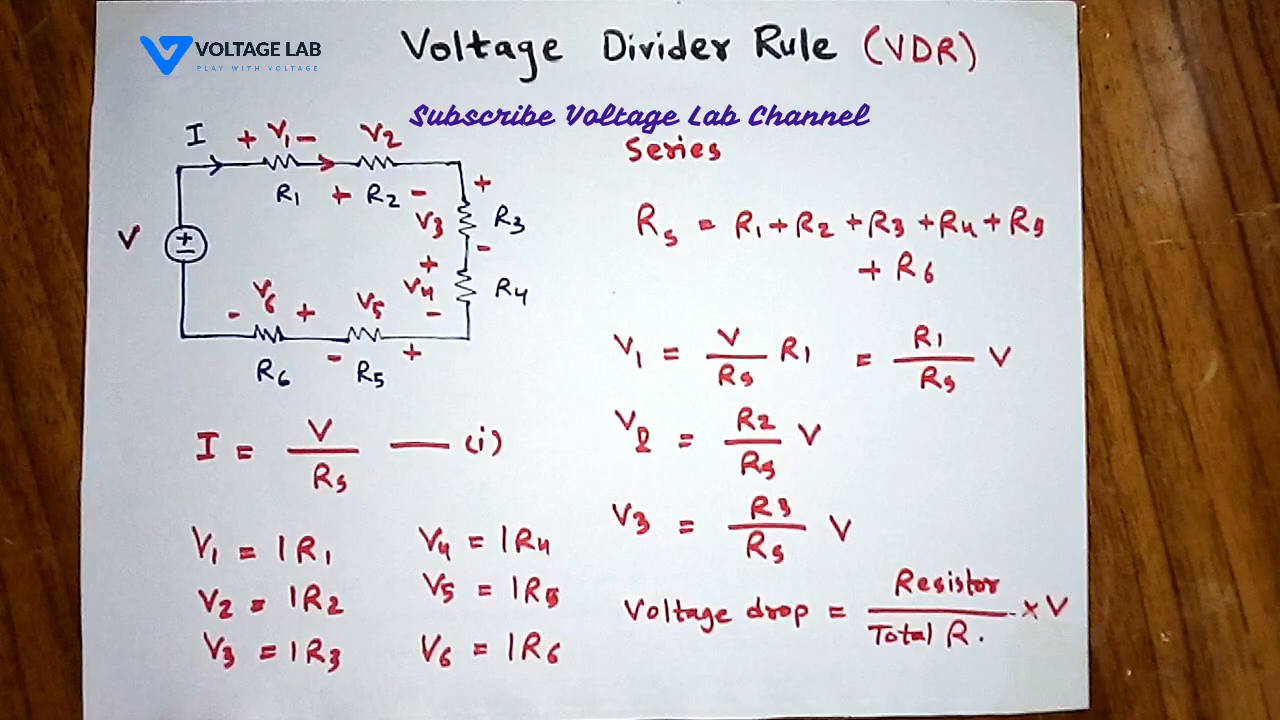 VOLTAGE LAB
PLAY WITH VOLTAGE
Voltage Divider Rule (VDR)
Subscribe Voltage Lab Channel
Series
I + V1 - V2
R1 + R2 - +
V3 R3
V + - -
+
V4 R4
- V6 + V5 -
- +
R6 R5
Rs = R1 + R2 + R3 + R4 + R5
+ R6
V1 = V/Rs R1 = R1/Rs V
I = V/Rs — (i)
V2 = R2/Rs V
V3 = R3/Rs V
V1 = IR1 V4 = IR4
V2 = IR2 V5 = IR5
V3 = IR3 V6 = IR6
Voltage drop = Resistor/Total R. × V